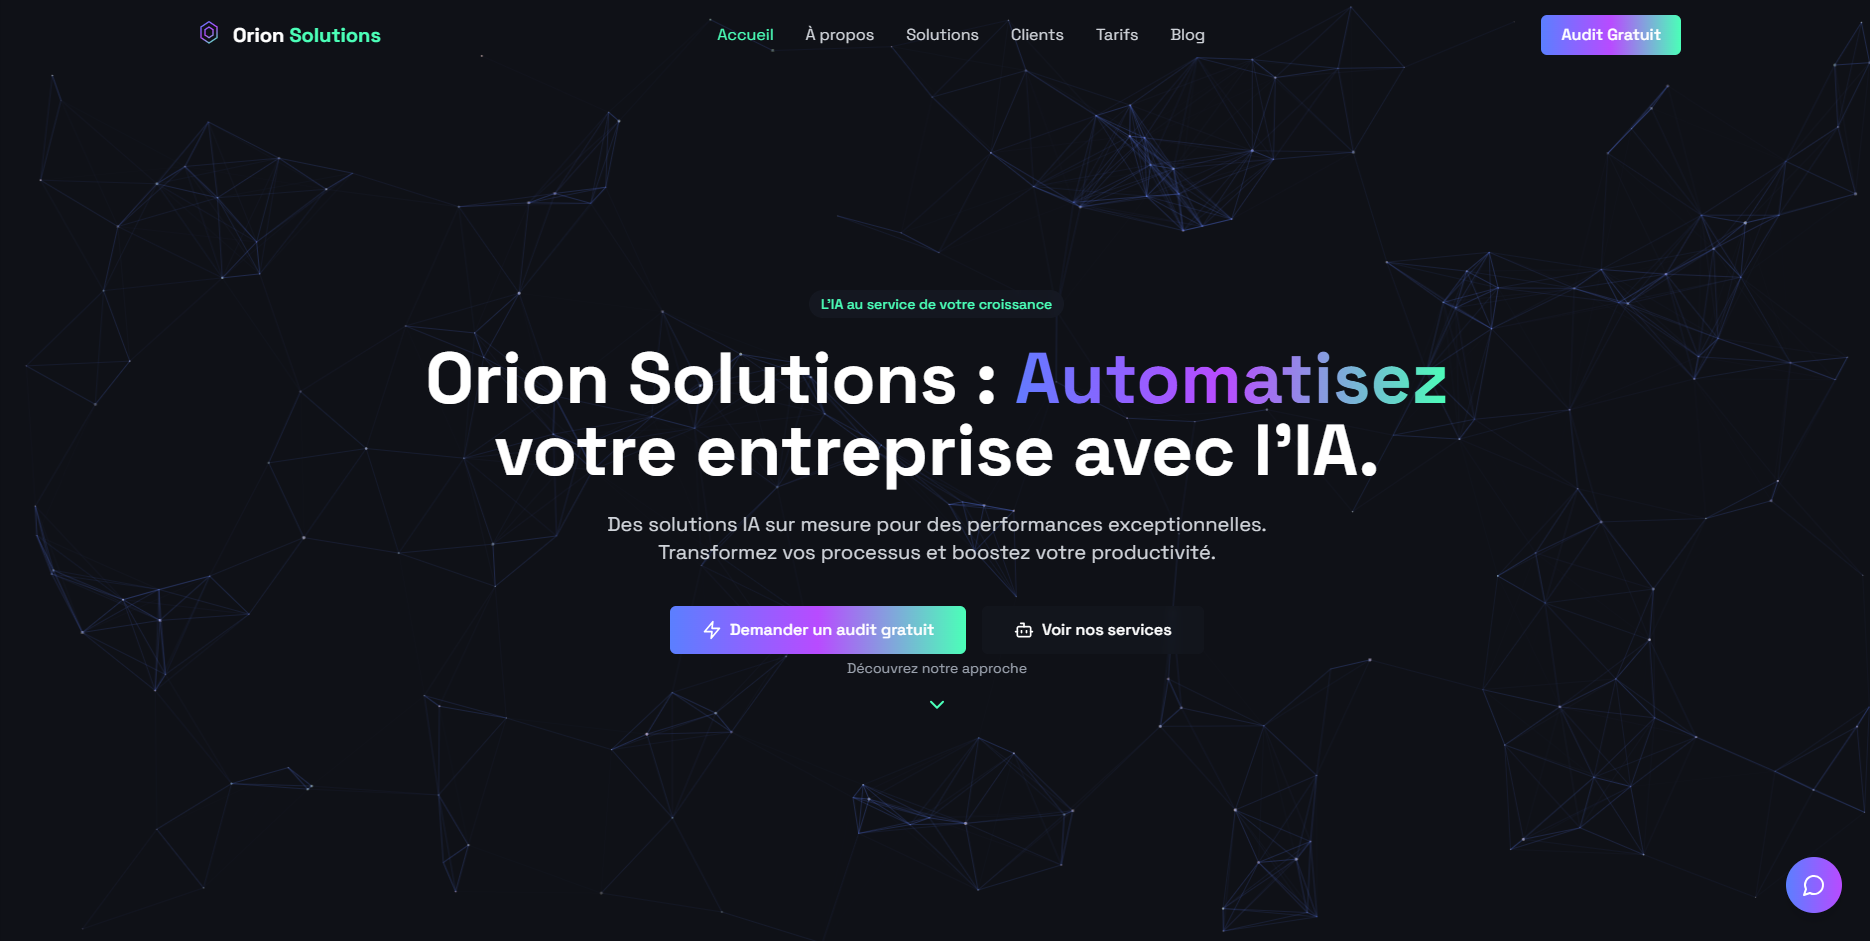 Orion Solutions
Accueil
À propos
Solutions
Clients
Tarifs
Blog
Audit Gratuit
L'IA au service de votre croissance
Orion Solutions : Automatisez
votre entreprise avec l'IA.
Des solutions IA sur mesure pour des performances exceptionnelles.
Transformez vos processus et boostez votre productivité.
Demander un audit gratuit
Voir nos services
Découvrez notre approche